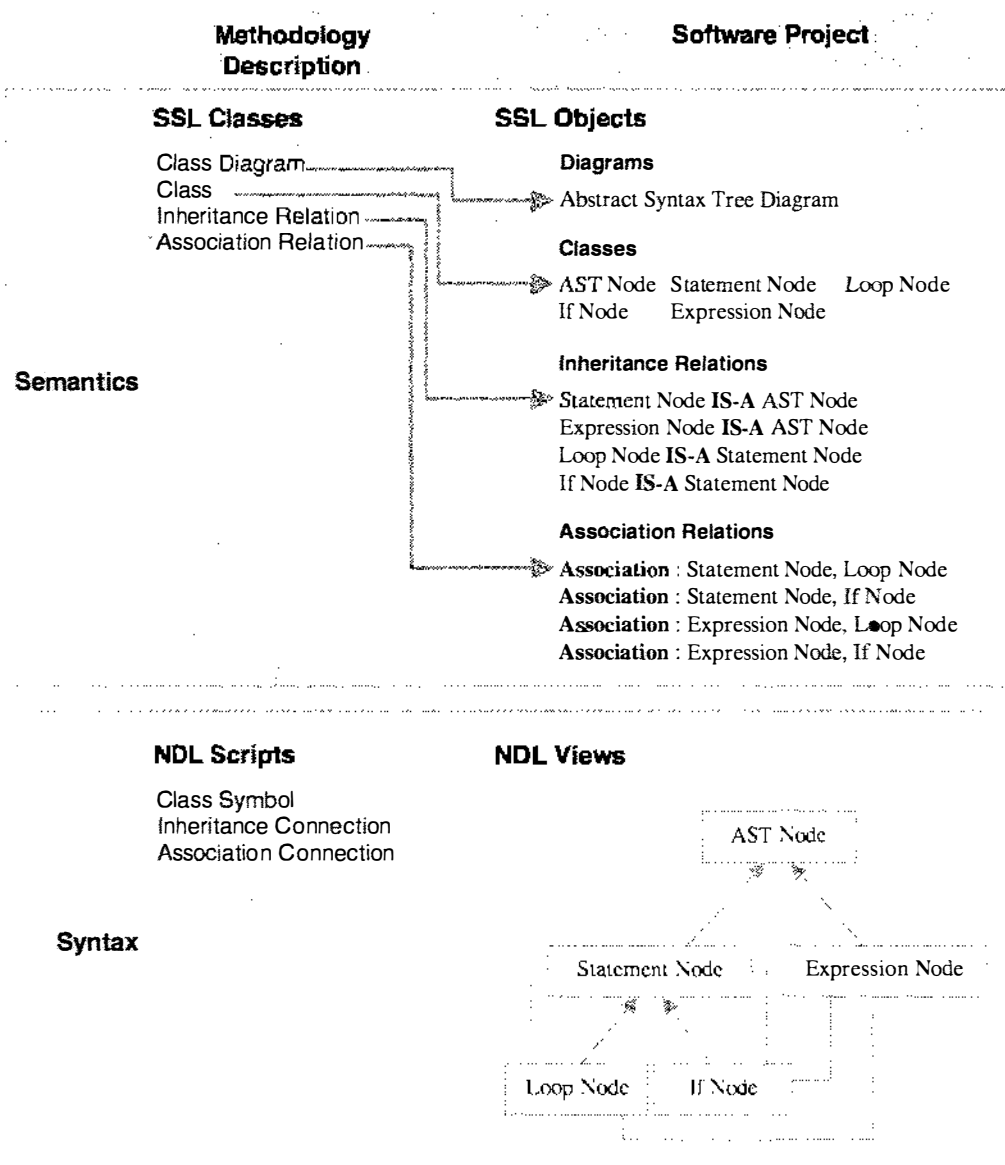 Methodology
Description
Software Project
SSL Classes
SSL Objects
Class Diagram
Class
Inheritance Relation
Association Relation
Diagrams
Abstract Syntax Tree Diagram
Classes
AST Node Statement Node Loop Node
If Node Expression Node
Semantics
Inheritance Relations
Statement Node IS-A AST Node
Expression Node IS-A AST Node
Loop Node IS-A Statement Node
If Node IS-A Statement Node
Association Relations
Association : Statement Node, Loop Node
Association : Statement Node, If Node
Association : Expression Node, Loop Node
Association : Expression Node, If Node
NDL Scripts
NDL Views
Class Symbol
Inheritance Connection
Association Connection
Syntax
AST Node
Statement Node
Expression Node
Loop Node
If Node